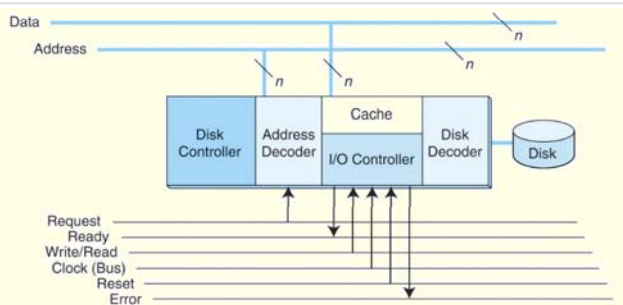 Data
n
Address
n
n
n
Disk
Controller
Address
Decoder
Cache
I/O Controller
Disk
Decoder
Disk
Request
Ready
Write/Read
Clock (Bus)
Reset
Error